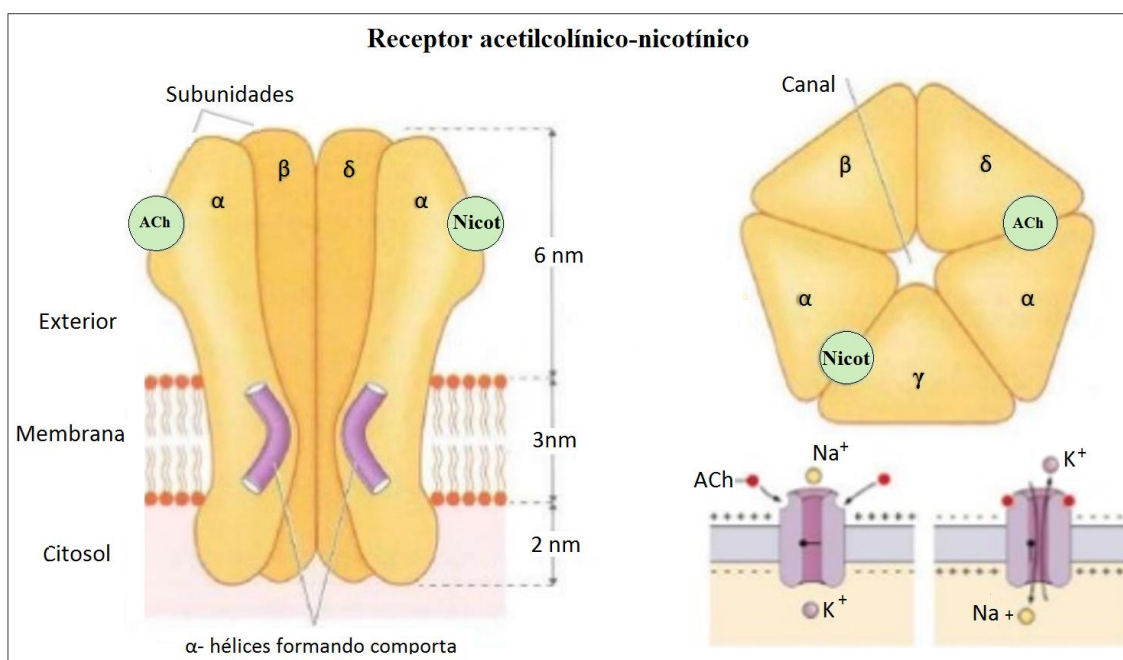 Receptor acetilcolínico-nicotínico
Subunidades
α
β
δ
α
ACh
Nicot
6 nm
Exterior
Membrana
3nm
Citosol
2 nm
α- hélices formando comporta
Canal
β
δ
ACh
α
α
Nicot
γ
Na+
ACh
K+
K+
Na +